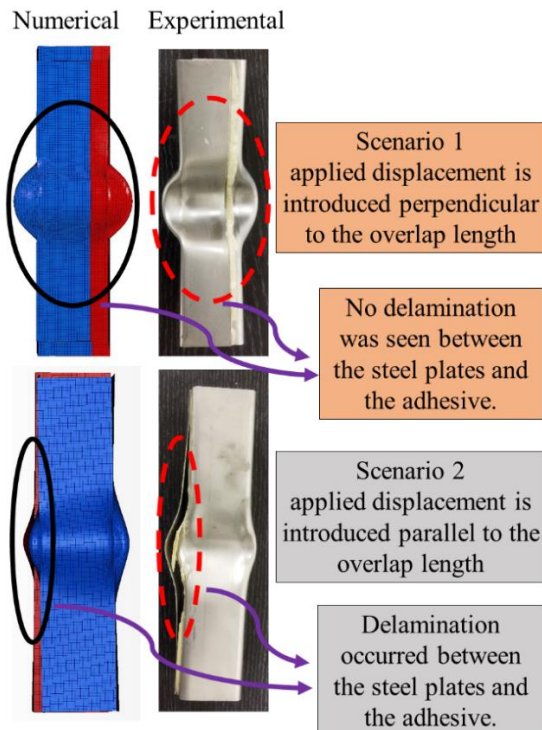 Numerical
Experimental
Scenario 1
applied displacement is
introduced perpendicular
to the overlap length
No delamination
was seen between
the steel plates and
the adhesive.
Scenario 2
applied displacement is
introduced parallel to the
overlap length
Delamination
occurred between
the steel plates and
the adhesive.